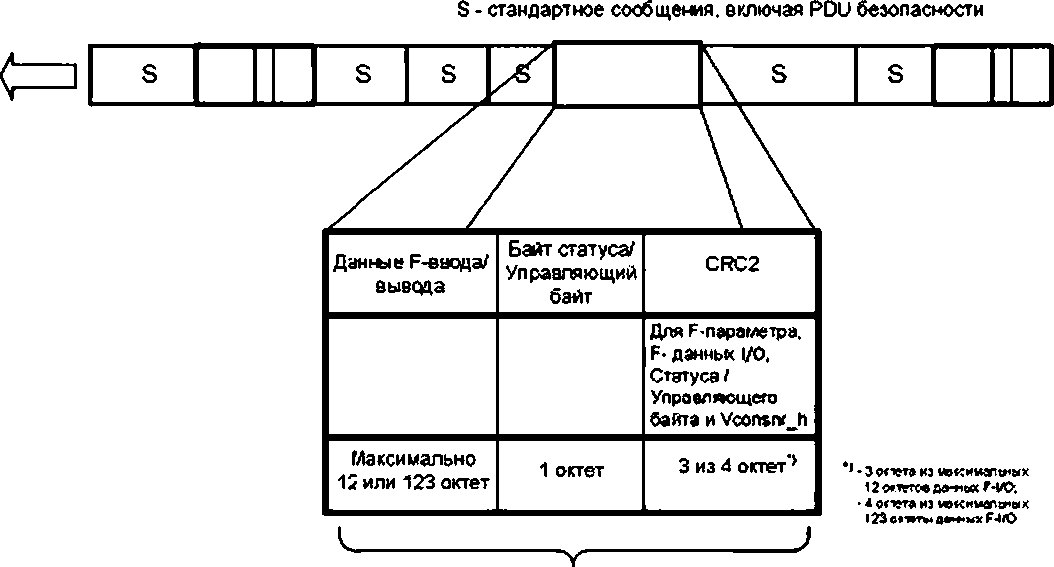 S - стандартное сообщения, включая PDU безопасности
S S S S S S
Данные F-ввода/
вывода
Байт статуса/
Управляющий
байт
CRC2
Для F-параметра,
F- данных I/O,
Статуса /
Управляющего
байта и Vconsnr_h
Максимально
12 или 123 октет
1 октет
3 из 4 октет*)
*) - 3 октета из максимальных
12 октетов данных F-I/O;
- 4 октета из максимальных
123 октеты данных F-I/O